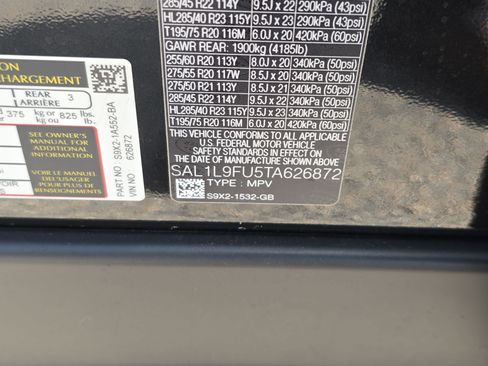 285/45 R22 114Y 9.5J x 22 290kPa (43psi)
HL285/40 R23 115Y 9.5J x 23 290kPa (43psi)
T195/75 R20 116M 6.0J x 20 420kPa (60psi)
GAWR REAR: 1900kg (4185lb)
255/60 R20 113Y 8.0J x 20 340kPa (50psi)
275/55 R20 117W 8.5J x 20 340kPa (50psi)
275/50 R21 113Y 8.5J x 21 340kPa (50psi)
285/45 R22 114Y 9.5J x 22 340kPa (50psi)
HL285/40 R23 115Y 9.5J x 23 340kPa (50psi)
T195/75 R20 116M 6.0J x 20 420kPa (60psi)
THIS VEHICLE CONFORMS TO ALL APPLICABLE
U.S. FEDERAL MOTOR VEHICLE
SAFETY STANDARDS IN EFFECT ON
THE DATE OF MANUFACTURE SHOWN ABOVE
SAL1L9FU5TA626872
TYPE : MPV
S9X2-1532-GB
CHARGEMENT
REAR
ARRIÈRE
3
375 kg or 825 lbs.
kg ou lb.
SEE OWNER'S
MANUAL FOR
ADDITIONAL
INFORMATION
VOIR LE
MANUEL DE
L'USAGER
POUR PLUS DE
RENSEIGNEMENTS
PART NO. S9X2-1A552-BA
VIN NO. 626872